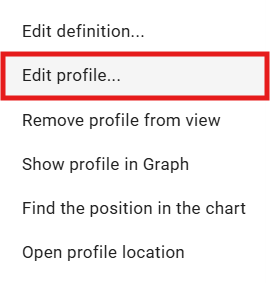 Edit definition...
Edit profile...
Remove profile from view
Show profile in Graph
Find the position in the chart
Open profile location